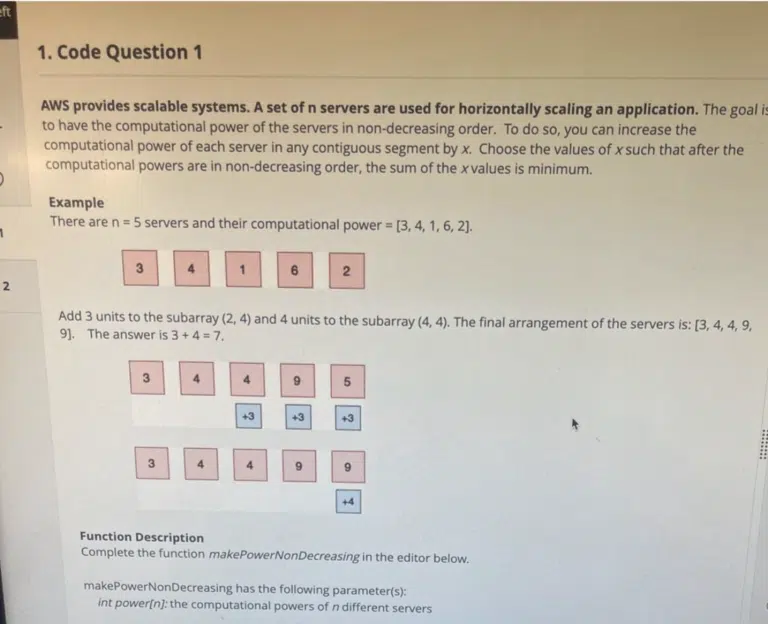 eft
1. Code Question 1
AWS provides scalable systems. A set of n servers are used for horizontally scaling an application. The goal is
to have the computational power of the servers in non-decreasing order. To do so, you can increase the
computational power of each server in any contiguous segment by x. Choose the values of x such that after the
computational powers are in non-decreasing order, the sum of the x values is minimum.
Example
There are n = 5 servers and their computational power = [3, 4, 1, 6, 2].
1
2
3 4 1 6 2
Add 3 units to the subarray (2, 4) and 4 units to the subarray (4, 4). The final arrangement of the servers is: [3, 4, 4, 9,
9]. The answer is 3 + 4 = 7.
3 4 4 9 5
+3 +3 +3
3 4 4 9 9
+4
Function Description
Complete the function makePowerNonDecreasing in the editor below.
makePowerNonDecreasing has the following parameter(s):
int power[n]: the computational powers of n different servers